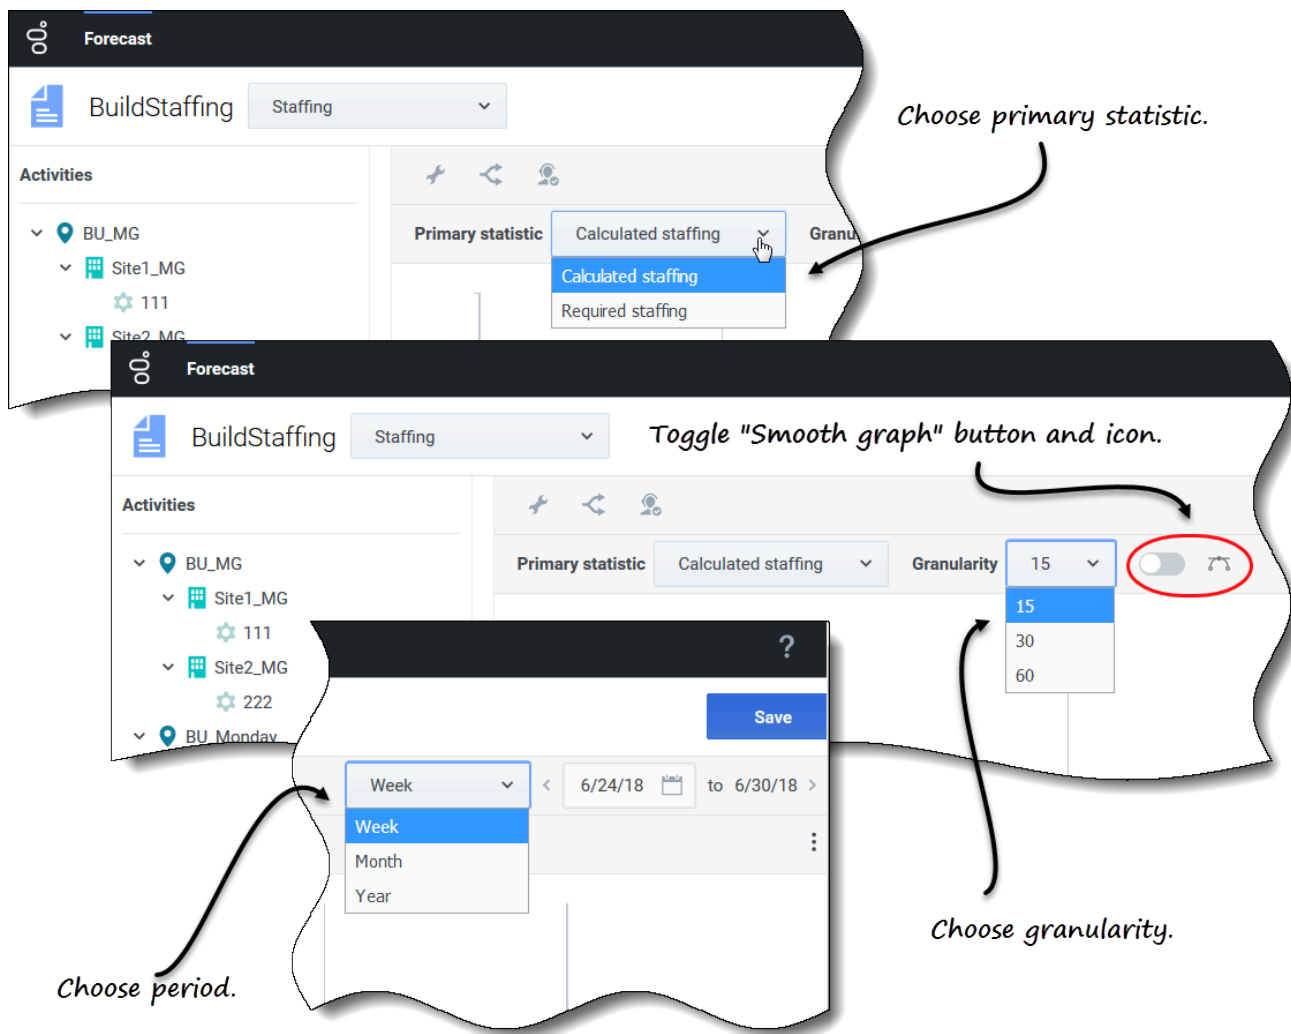 Forecast
BuildStaffing
Staffing
Choose primary statistic.
Activities
BU_MG
Primary statistic
Calculated staffing
Granu
Site1_MG
Calculated staffing
111
Required staffing
Site2_MG
Forecast
BuildStaffing
Staffing
Toggle "Smooth graph" button and icon.
Activities
BU_MG
Primary statistic
Calculated staffing
Granularity
15
Site1_MG
15
111
30
Site2_MG
60
222
BU_Monday
?
Save
Week
6/24/18
to 6/30/18
Week
Month
Year
Choose granularity.
Choose period.